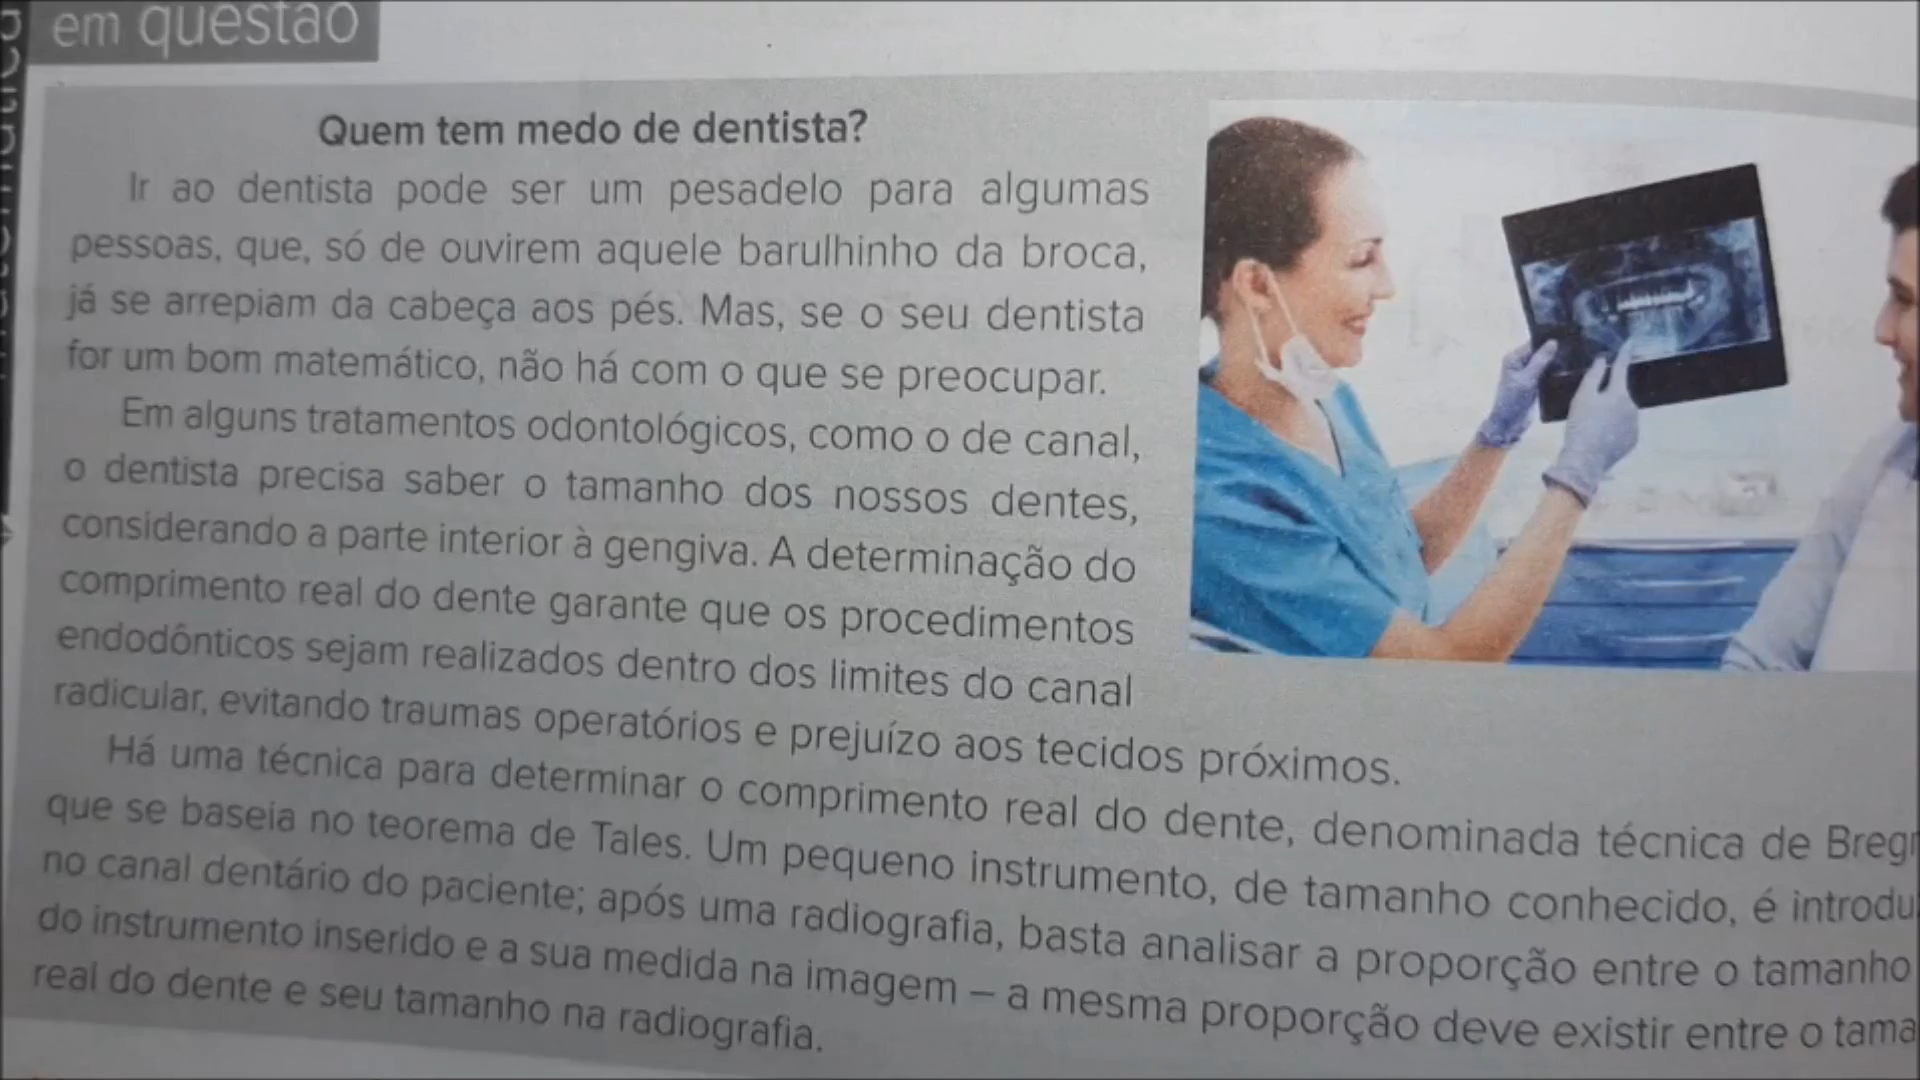 em questão
Quem tem medo de dentista?
Ir ao dentista pode ser um pesadelo para algumas
pessoas, que, só de ouvirem aquele barulhinho da broca,
já se arrepiam da cabeça aos pés. Mas, se o seu dentista
for um bom matemático, não há com o que se preocupar.
Em alguns tratamentos odontológicos, como o de canal,
o dentista precisa saber o tamanho dos nossos dentes,
considerando a parte interior à gengiva. A determinação do
comprimento real do dente garante que os procedimentos
endodônticos sejam realizados dentro dos limites do canal
radicular, evitando traumas operatórios e prejuízo aos tecidos próximos.
Há uma técnica para determinar o comprimento real do dente, denominada técnica de Breg
que se baseia no teorema de Tales. Um pequeno instrumento, de tamanho conhecido, é introdu
no canal dentário do paciente; após uma radiografia, basta analisar a proporção entre o tamanho
do instrumento inserido e a sua medida na imagem – a mesma proporção deve existir entre o tama
real do dente e seu tamanho na radiografia.